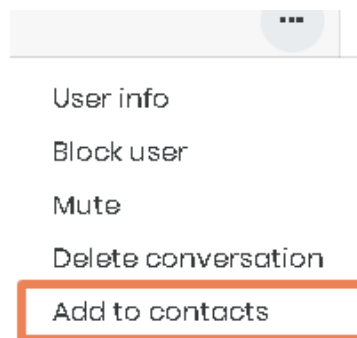 User info
Block user
Mute
Delete conversation
Add to contacts